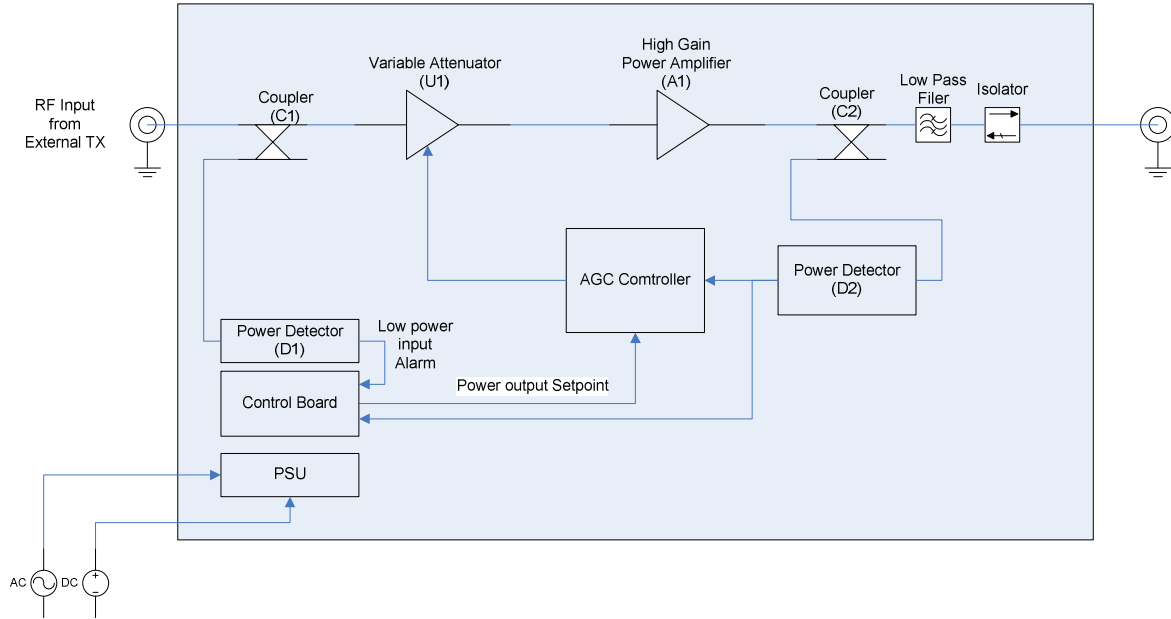 RF Input
from
External TX
Coupler
(C1)
Variable Attenuator
(U1)
High Gain
Power Amplifier
(A1)
Coupler
(C2)
Low Pass
Filer
Isolator
AGC Comtroller
Power Detector
(D2)
Power Detector
(D1)
Low power
input
Alarm
Control Board
Power output Setpoint
PSU
AC
DC
+
−